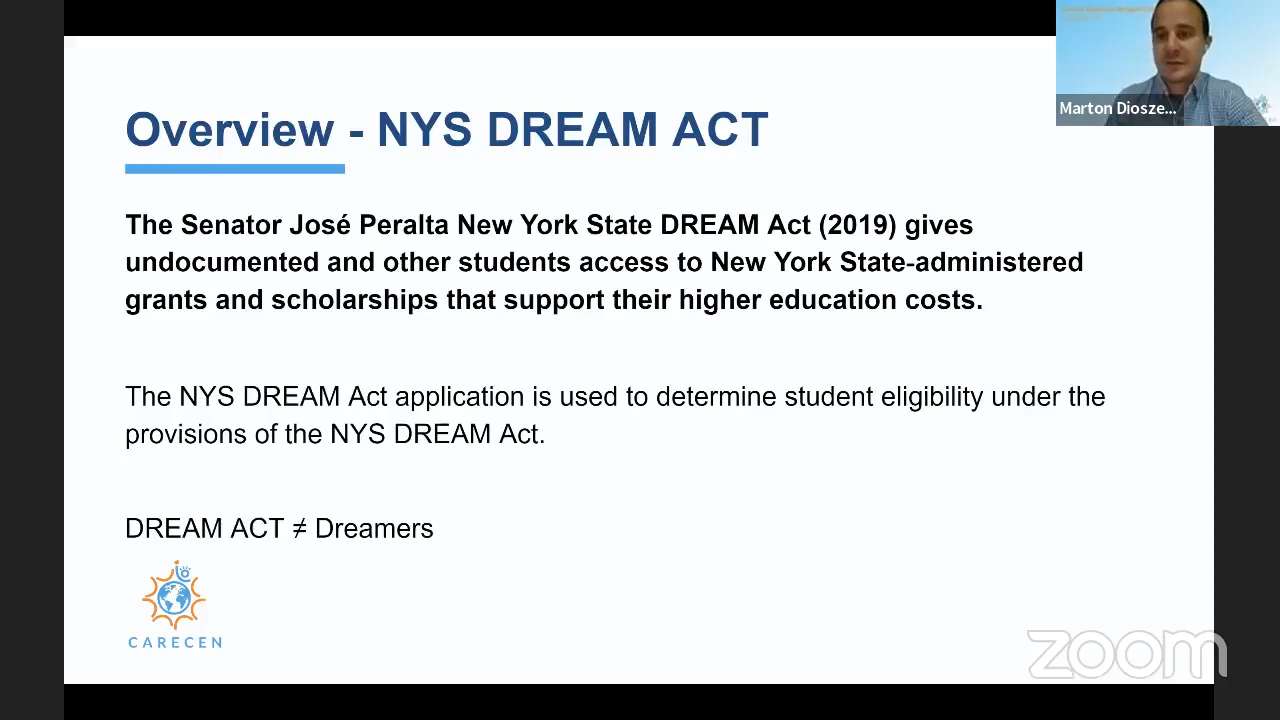 Overview - NYS DREAM ACT
Marton Diosze...
The Senator José Peralta New York State DREAM Act (2019) gives
undocumented and other students access to New York State-administered
grants and scholarships that support their higher education costs.
The NYS DREAM Act application is used to determine student eligibility under the
provisions of the NYS DREAM Act.
DREAM ACT ≠ Dreamers
CARECEN
zoom